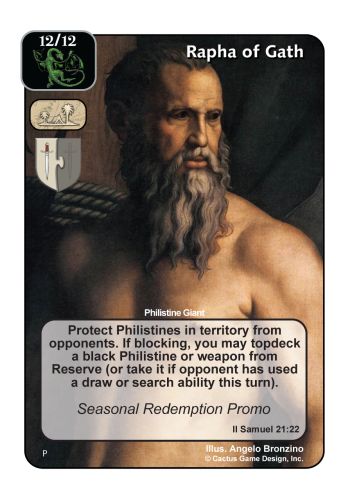 12/12
Rapha of Gath
Philistine Giant
Protect Philistines in territory from
opponents. If blocking, you may topdeck
a black Philistine or weapon from
Reserve (or take it if opponent has used
a draw or search ability this turn).
Seasonal Redemption Promo
II Samuel 21:22
P
Illus. Angelo Bronzino
© Cactus Game Design, Inc.